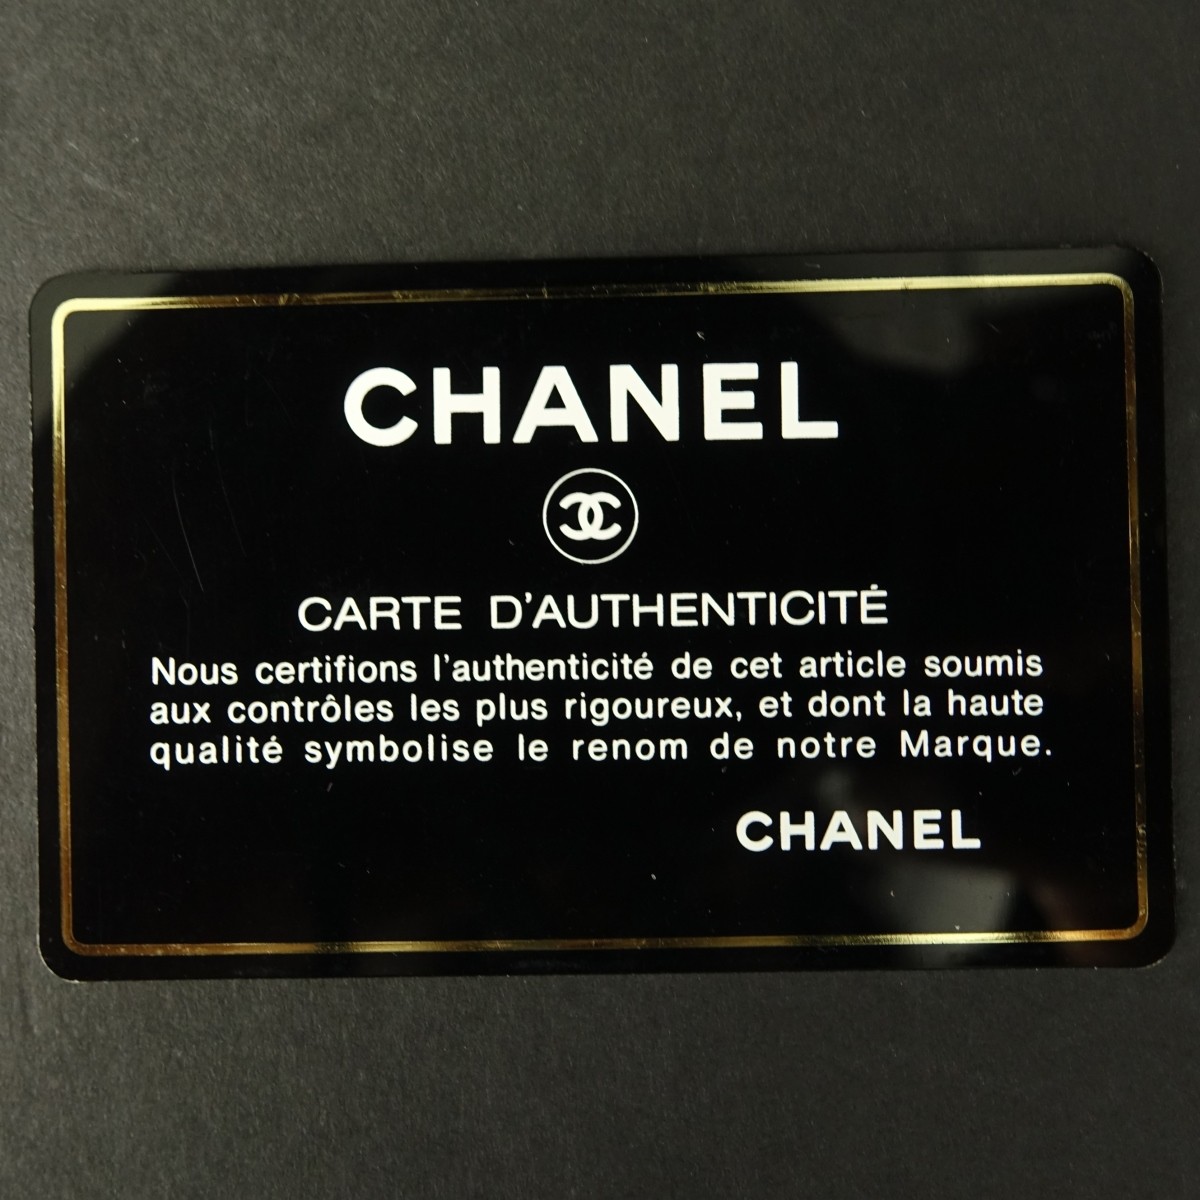 CHANEL
CARTE D'AUTHENTICITÉ
Nous certifions l'authenticité de cet article soumis
aux contrôles les plus rigoureux, et dont la haute
qualité symbolise le renom de notre Marque.
CHANEL